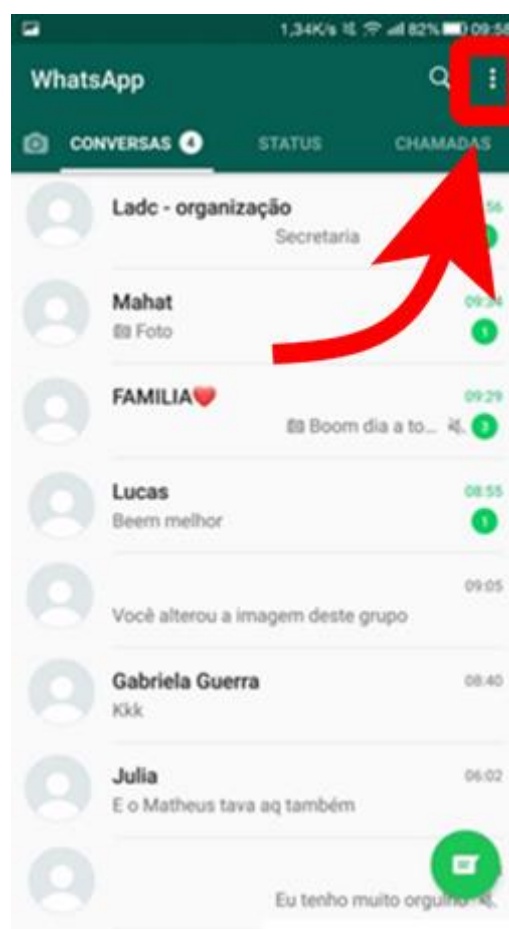 1,34K/s 82% 09:58
WhatsApp
CONVERSAS 4 STATUS CHAMADAS
Ladc - organização 56
Secretaria
Mahat 09:34
Foto 1
FAMILIA❤️ 09:29
Boom dia a to... 3
Lucas 08:55
Beem melhor 1
09:05
Você alterou a imagem deste grupo
Gabriela Guerra 08:40
Kkk
Julia 06:02
E o Matheus tava aq também
Eu tenho muito orgulho